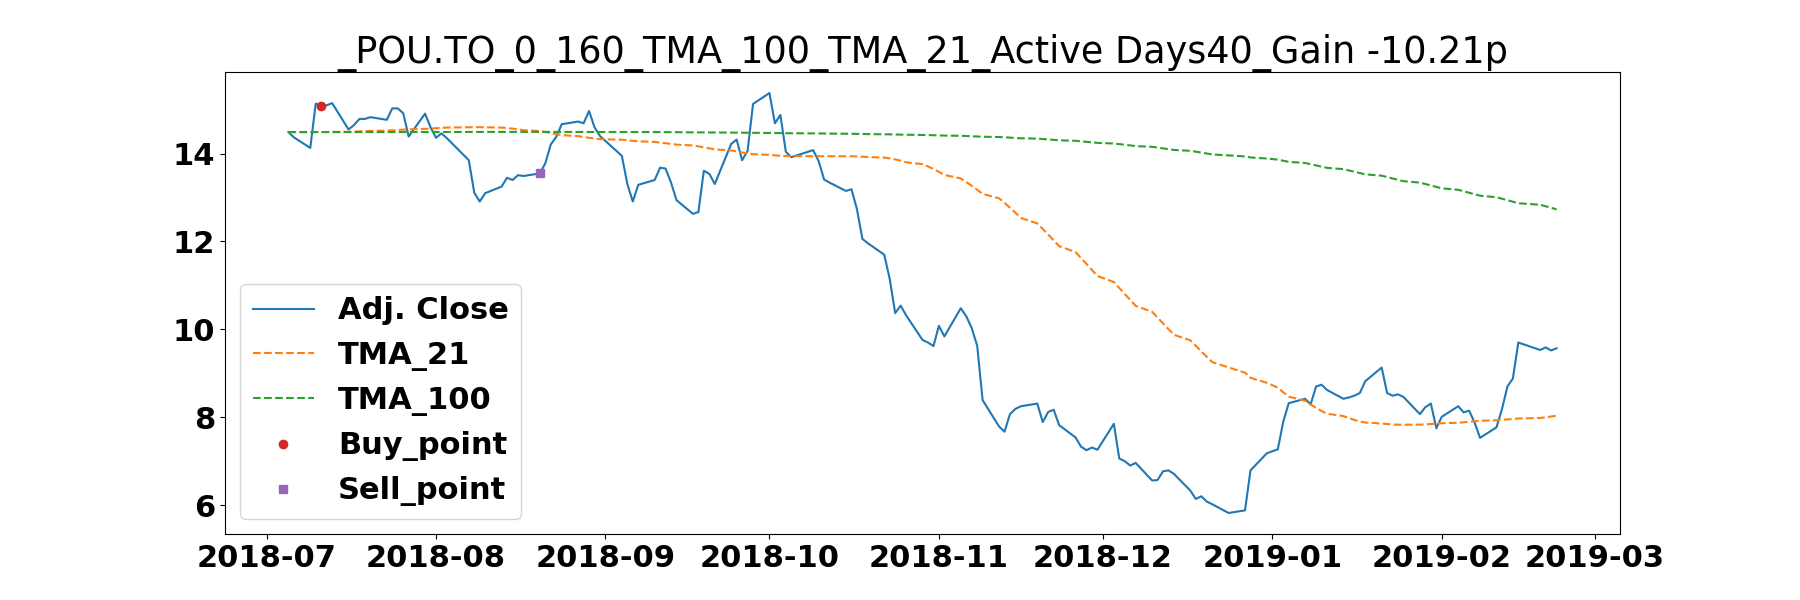 _POU.TO_0_160_TMA_100_TMA_21_Active Days40_Gain -10.21p
14
12
10
8
6
Adj. Close
TMA_21
TMA_100
Buy_point
Sell_point
2018-07 2018-08 2018-09 2018-10 2018-11 2018-12 2019-01 2019-02 2019-03